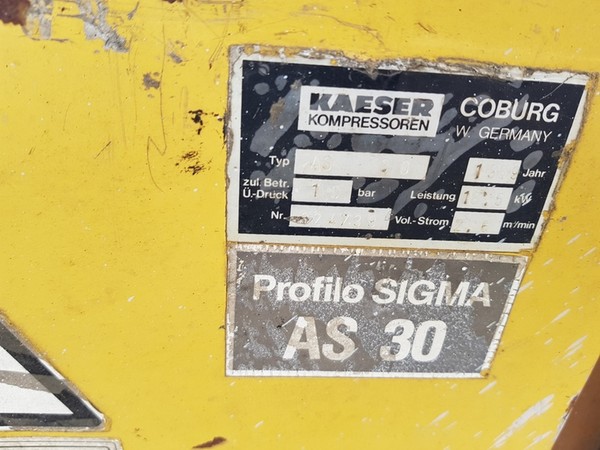 KAESER
KOMPRESSOREN
COBURG
W. GERMANY
Typ Jahr
zul. Betr.
Ü.-Druck bar Leistung kW
Nr. Vol.-Strom m³/min
Profilo SIGMA
AS 30